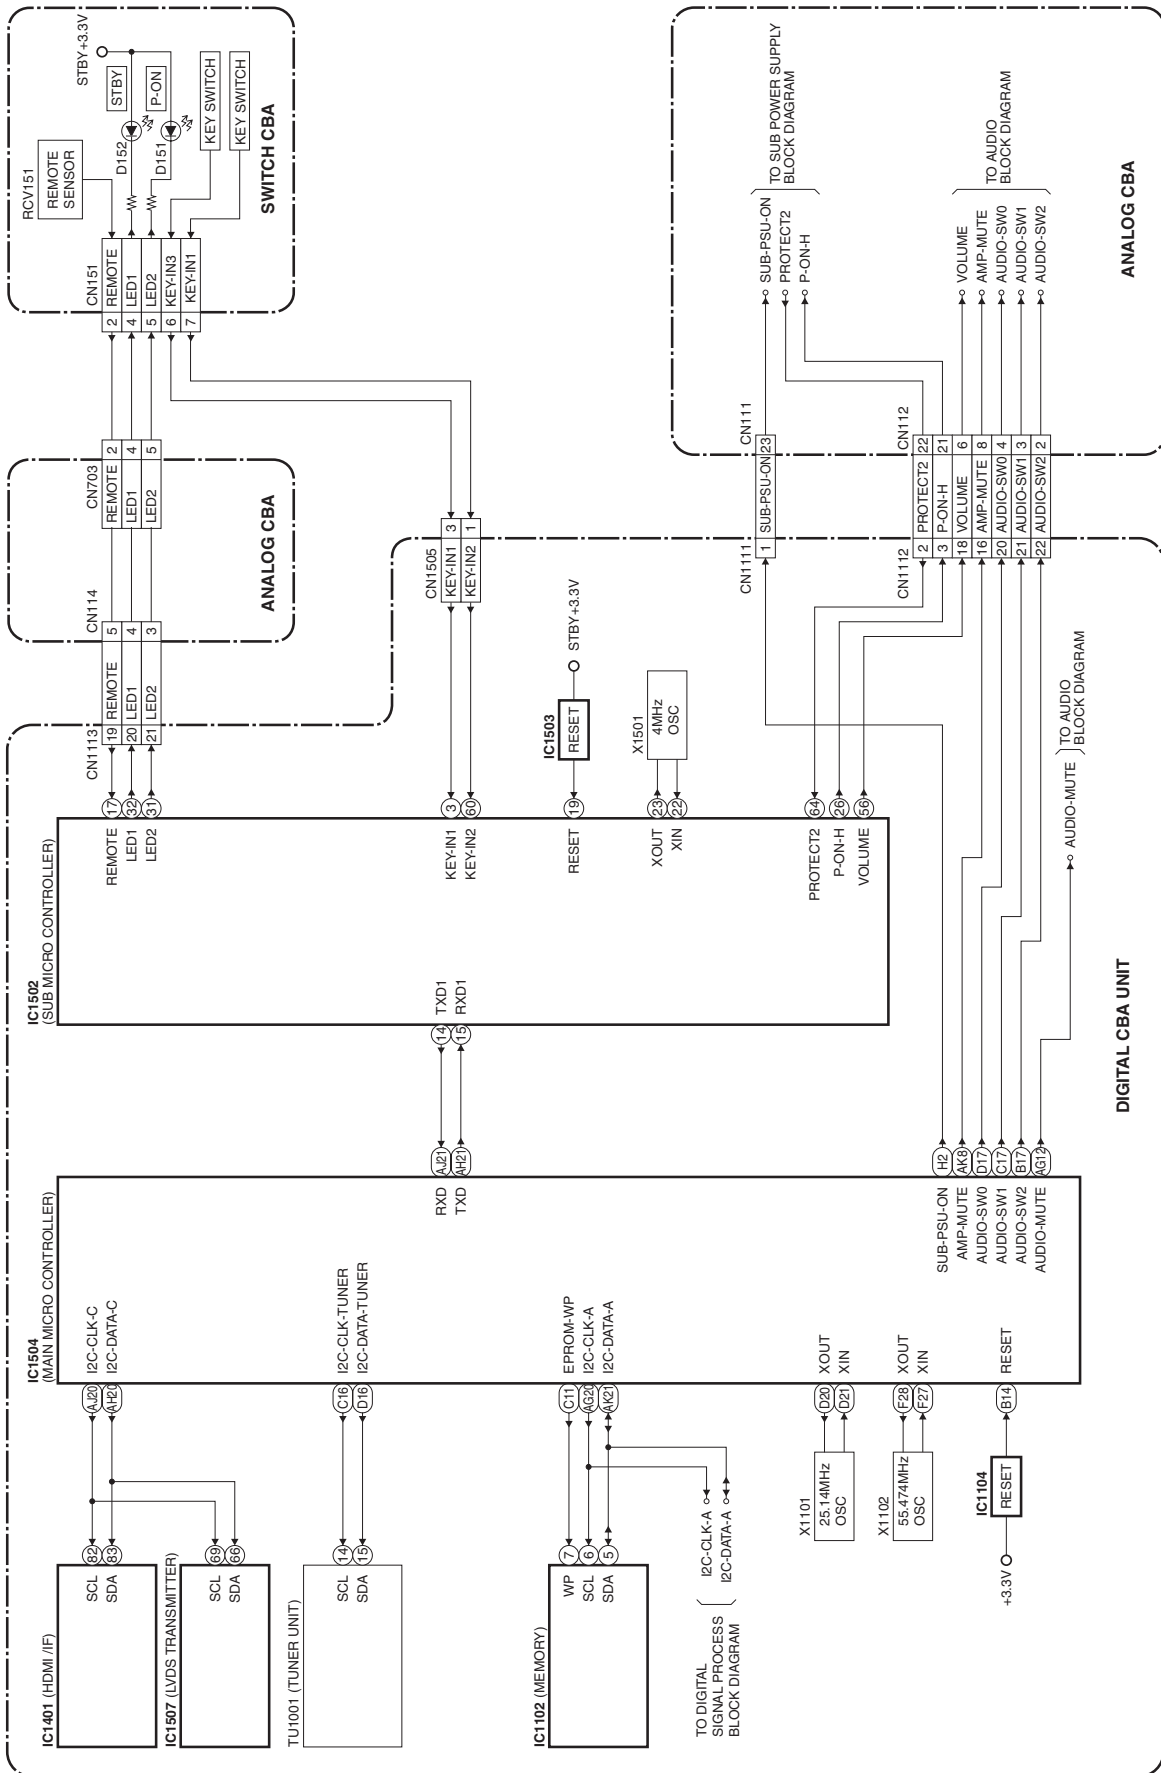 IC1401 (HDMI /IF)
SCL 82
SDA 83
IC1507 (LVDS TRANSMITTER)
SCL 69
SDA 66
TU1001 (TUNER UNIT)
SCL 14
SDA 15
IC1102 (MEMORY)
WP 7
SCL 6
SDA 5
TO DIGITAL
SIGNAL PROCESS
BLOCK DIAGRAM
I2C-CLK-A
I2C-DATA-A
X1101
25.14MHz
OSC
X1102
55.474MHz
OSC
+3.3V
IC1104
RESET
IC1504
(MAIN MICRO CONTROLLER)
AJ20 I2C-CLK-C
AH20 I2C-DATA-C
C16 I2C-CLK-TUNER
D16 I2C-DATA-TUNER
C11 EPROM-WP
AG20 I2C-CLK-A
AK21 I2C-DATA-A
D20 XOUT
D21 XIN
F28 XOUT
F27 XIN
B14 RESET
RXD AJ21
TXD AH21
SUB-PSU-ON H2
AMP-MUTE AK8
AUDIO-SW0 D17
AUDIO-SW1 C17
AUDIO-SW2 B17
AUDIO-MUTE AG12
IC1502
(SUB MICRO CONTROLLER)
14 TXD1
15 RXD1
REMOTE 17
LED1 32
LED2 31
KEY-IN1 3
KEY-IN2 60
RESET 19
XOUT 23
XIN 22
PROTECT2 64
P-ON-H 26
VOLUME 56
IC1503
RESET
STBY+3.3V
X1501
4MHz
OSC
AUDIO-MUTE
TO AUDIO
BLOCK DIAGRAM
DIGITAL CBA UNIT
CN1113 CN114
19 REMOTE 5
20 LED1 4
21 LED2 3
ANALOG CBA
CN703
REMOTE 2
LED1 4
LED2 5
CN1505
KEY-IN1 3
KEY-IN2 1
CN1111 CN111
1 SUB-PSU-ON 23
CN1112 CN112
2 PROTECT2 22
3 P-ON-H 21
18 VOLUME 6
16 AMP-MUTE 8
20 AUDIO-SW0 4
21 AUDIO-SW1 3
22 AUDIO-SW2 2
CN151
2 REMOTE
4 LED1
5 LED2
6 KEY-IN3
7 KEY-IN1
RCV151
REMOTE
SENSOR
STBY+3.3V
D152
STBY
D151
P-ON
KEY SWITCH
KEY SWITCH
SWITCH CBA
SUB-PSU-ON
PROTECT2
P-ON-H
TO SUB POWER SUPPLY
BLOCK DIAGRAM
VOLUME
AMP-MUTE
AUDIO-SW0
AUDIO-SW1
AUDIO-SW2
TO AUDIO
BLOCK DIAGRAM
ANALOG CBA